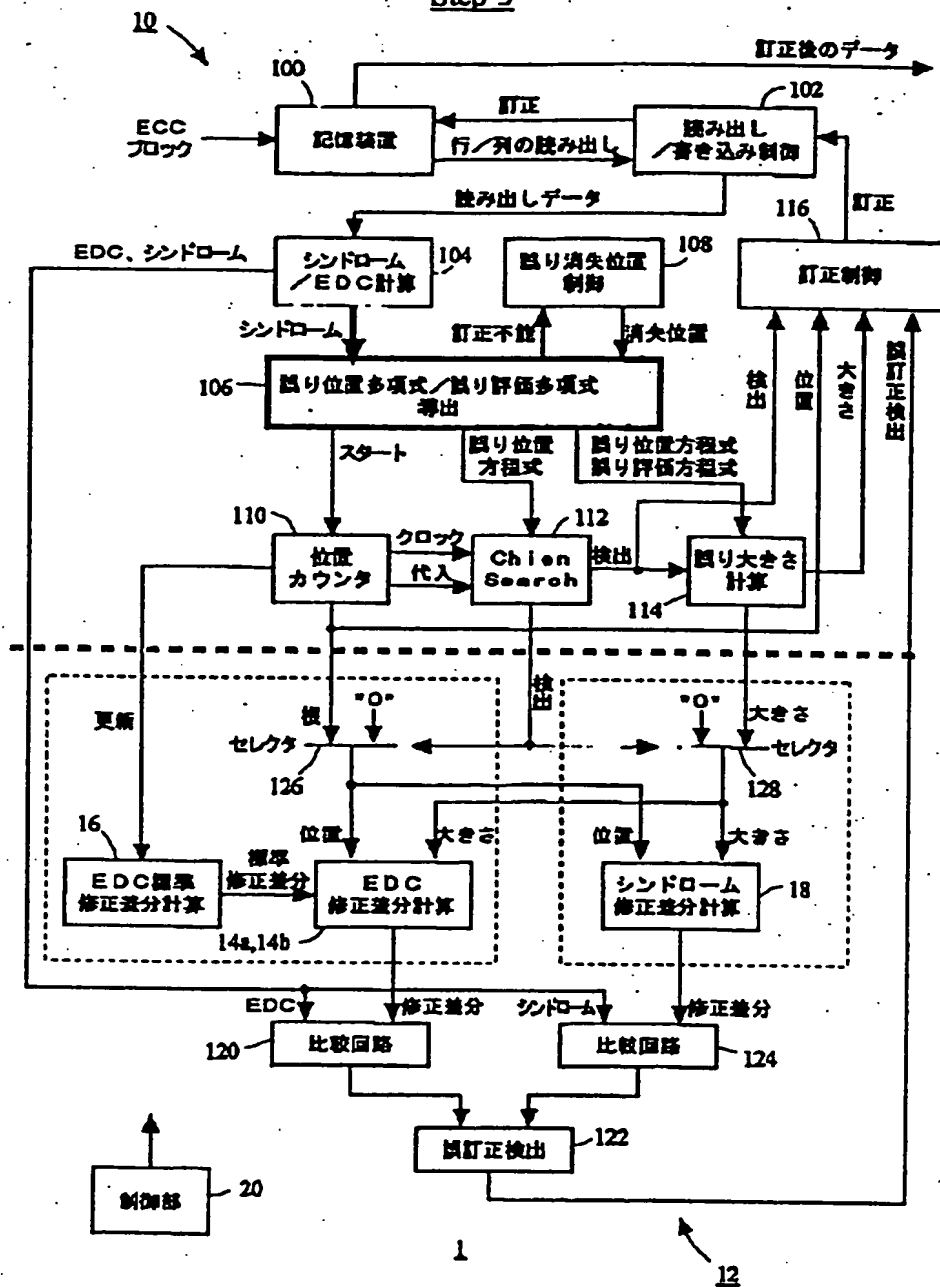 Step 3
10
訂正後のデータ
100
102
ECC
ブロック
記憶装置
訂正
行/列の読み出し
読み出し
/書き込み制御
読み出しデータ
訂正
116
EDC、シンドローム
シンドローム
/EDC計算
104
誤り消失位置
制御
108
訂正制御
シンドローム
訂正不能
消失位置
106
誤り位置多項式/誤り評価多項式
導出
検出
位置
大きさ
誤訂正検出
スタート
誤り位置
方程式
誤り位置方程式
誤り評価方程式
110
位置
カウンタ
クロック
代入
112
Chien
Search
検出
誤り大きさ
計算
114
更新
根
"0"
検出
"0"
大きさ
セレクタ
126
セレクタ
128
位置
大きさ
位置
大きさ
16
EDC標準
修正差分計算
標準
修正差分
EDC
修正差分計算
14a,14b
シンドローム
修正差分計算
18
EDC
修正差分
シンドローム
修正差分
120
比較回路
比較回路
124
誤訂正検出
122
制御部
20
1
12